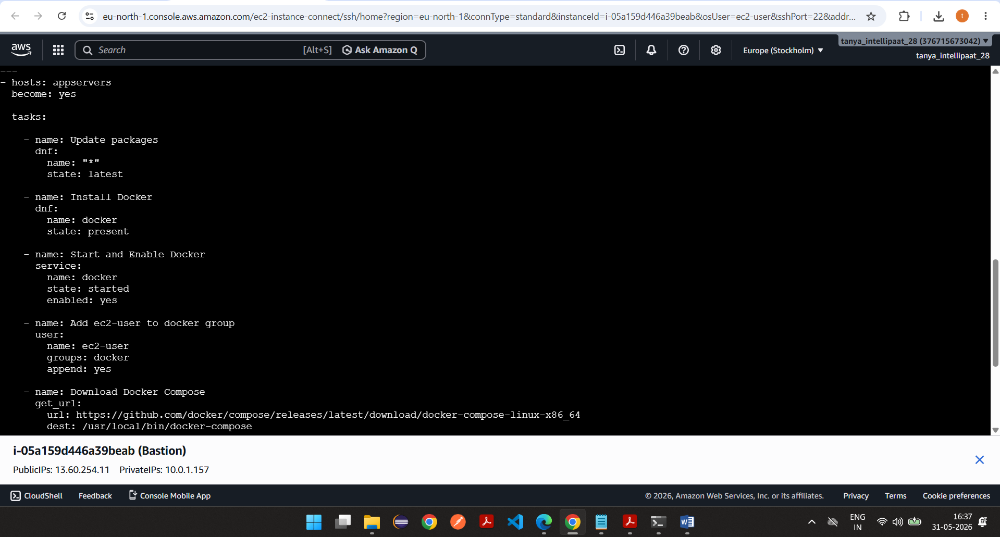 eu-north-1.console.aws.amazon.com/ec2-instance-connect/ssh/home?region=eu-north-1&connType=standard&instanceId=i-05a159d446a39beab&osUser=ec2-user&sshPort=22&addr...
t
aws
Search
[Alt+S]
Ask Amazon Q
Europe (Stockholm)
tanya_intellipaat_28 (376715673042)
tanya_intellipaat_28
---
- hosts: appservers
  become: yes

  tasks:

    - name: Update packages
      dnf:
        name: "*"
        state: latest

    - name: Install Docker
      dnf:
        name: docker
        state: present

    - name: Start and Enable Docker
      service:
        name: docker
        state: started
        enabled: yes

    - name: Add ec2-user to docker group
      user:
        name: ec2-user
        groups: docker
        append: yes

    - name: Download Docker Compose
      get_url:
        url: https://github.com/docker/compose/releases/latest/download/docker-compose-linux-x86_64
        dest: /usr/local/bin/docker-compose
i-05a159d446a39beab (Bastion)
PublicIPs: 13.60.254.11 PrivateIPs: 10.0.1.157
CloudShell Feedback Console Mobile App
© 2026, Amazon Web Services, Inc. or its affiliates. Privacy Terms Cookie preferences
ENG
IN
16:37
31-05-2026